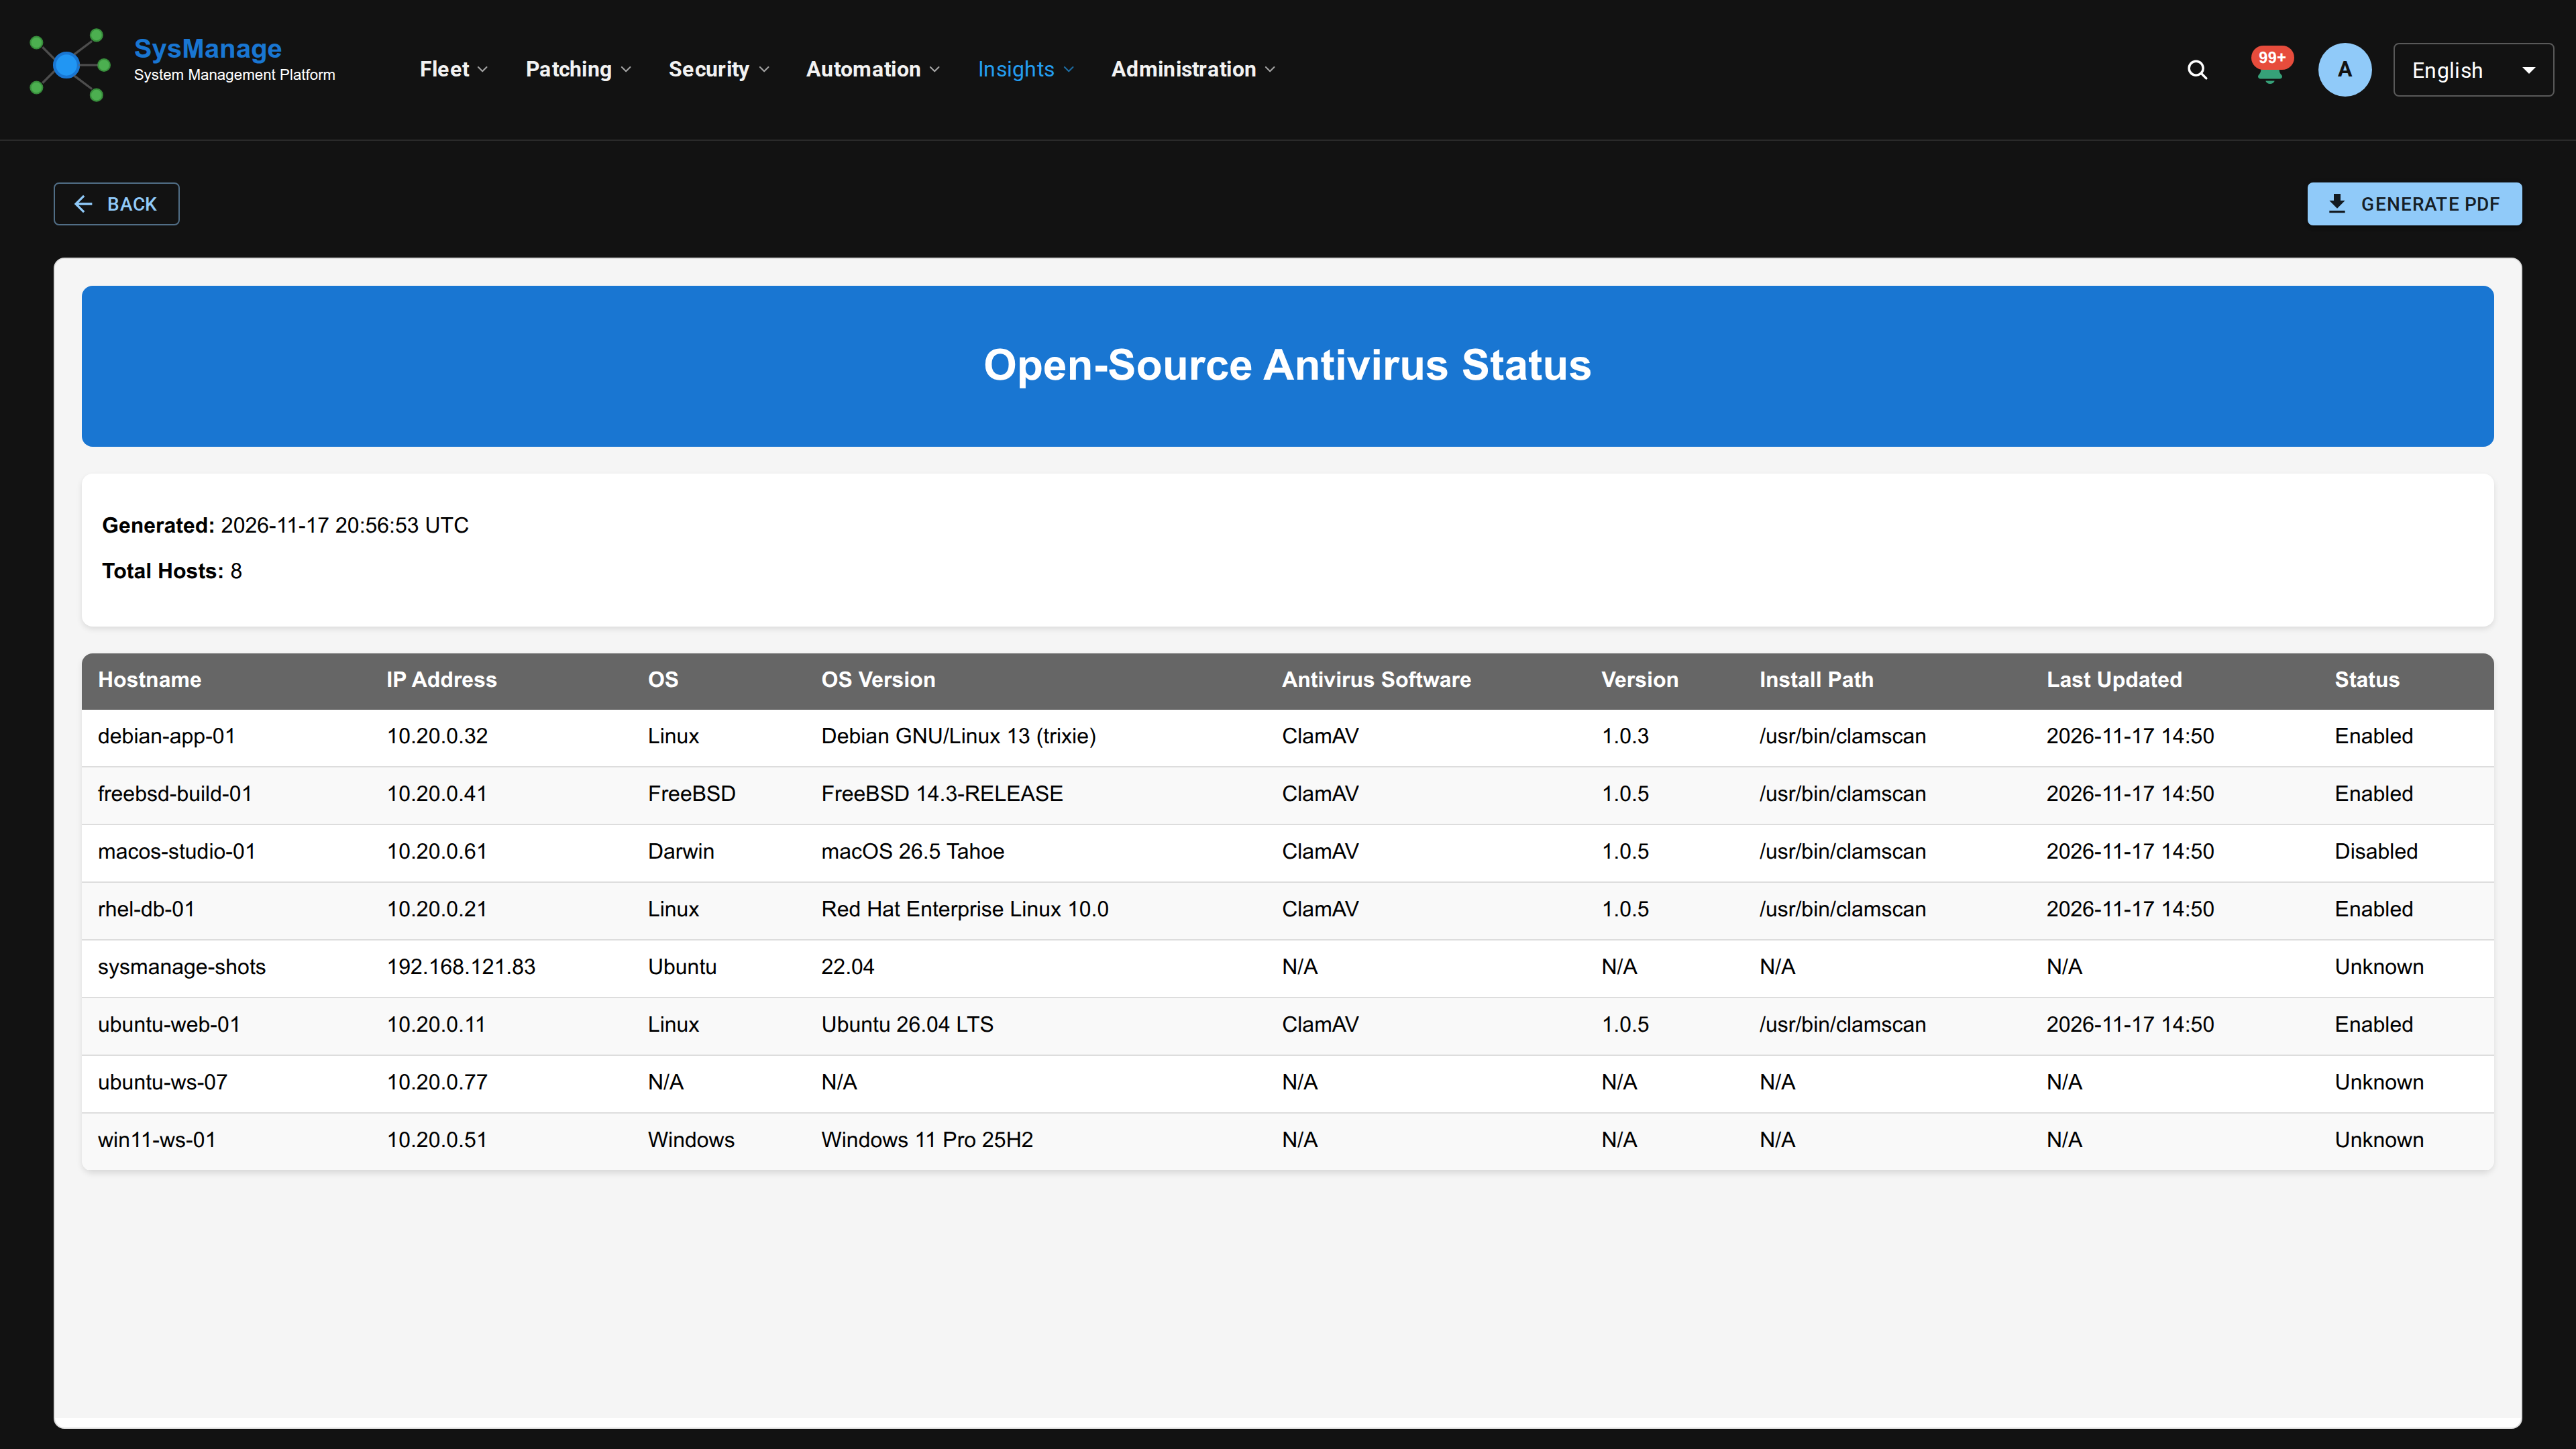 SysManage
System Management Platform
Fleet Patching Security Automation Insights Administration
99+
A
English
BACK
GENERATE PDF
Open-Source Antivirus Status
Generated: 2026-11-17 20:56:53 UTC
Total Hosts: 8
Hostname IP Address OS OS Version Antivirus Software Version Install Path Last Updated Status
debian-app-01 10.20.0.32 Linux Debian GNU/Linux 13 (trixie) ClamAV 1.0.3 /usr/bin/clamscan 2026-11-17 14:50 Enabled
freebsd-build-01 10.20.0.41 FreeBSD FreeBSD 14.3-RELEASE ClamAV 1.0.5 /usr/bin/clamscan 2026-11-17 14:50 Enabled
macos-studio-01 10.20.0.61 Darwin macOS 26.5 Tahoe ClamAV 1.0.5 /usr/bin/clamscan 2026-11-17 14:50 Disabled
rhel-db-01 10.20.0.21 Linux Red Hat Enterprise Linux 10.0 ClamAV 1.0.5 /usr/bin/clamscan 2026-11-17 14:50 Enabled
sysmanage-shots 192.168.121.83 Ubuntu 22.04 N/A N/A N/A N/A Unknown
ubuntu-web-01 10.20.0.11 Linux Ubuntu 26.04 LTS ClamAV 1.0.5 /usr/bin/clamscan 2026-11-17 14:50 Enabled
ubuntu-ws-07 10.20.0.77 N/A N/A N/A N/A N/A N/A Unknown
win11-ws-01 10.20.0.51 Windows Windows 11 Pro 25H2 N/A N/A N/A N/A Unknown